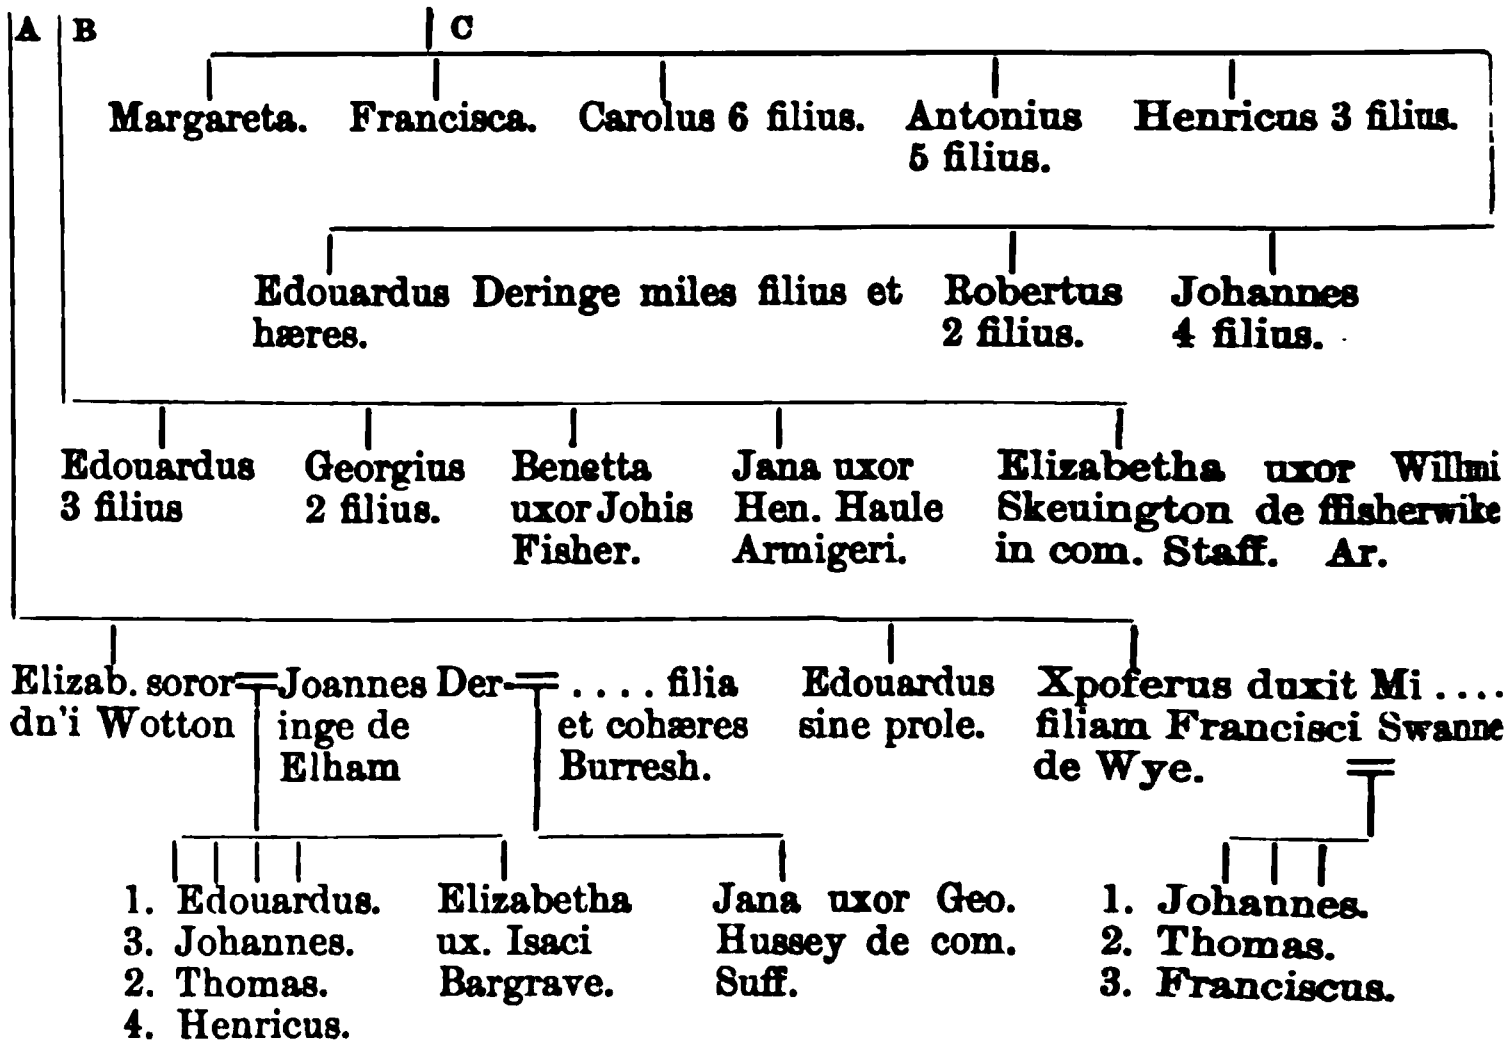 A B C
Margareta. Francisca. Carolus 6 filius. Antonius Henricus 3 filius.
5 filius.
Edouardus Deringe miles filius et Robertus Johannes
hæres. 2 filius. 4 filius.
Edouardus Georgius Benetta Jana uxor Elizabetha uxor Willmi
3 filius 2 filius. uxor Johis Hen. Haule Skeuington de ffisherwike
Fisher. Armigeri. in com. Staff. Ar.
Elizab. soror Joannes Der- .... filia Edouardus Xpoferus duxit Mi ....
dn'i Wotton inge de et cohæres sine prole. filiam Francisci Swanne
Elham Burresh. de Wye.
1. Edouardus. Elizabetha Jana uxor Geo. 1. Johannes.
3. Johannes. ux. Isaci Hussey de com. 2. Thomas.
2. Thomas. Bargrave. Suff. 3. Franciscus.
4. Henricus.